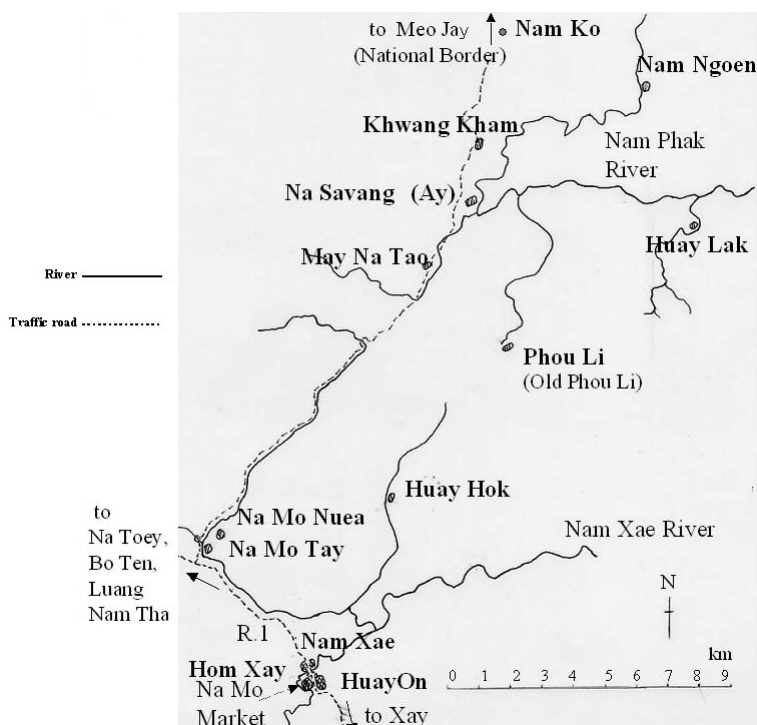 to Meo Jay
(National Border)
Nam Ko
Nam Ngoen
Khwang Kham
Nam Phak
River
Na Savang (Ay)
Huay Lak
May Na Tao
River
Traffic road
Phou Li
(Old Phou Li)
Huay Hok
to
Na Toey,
Bo Ten,
Luang
Nam Tha
Na Mo Nuea
Na Mo Tay
Nam Xae River
N
R.1
Nam Xae
Hom Xay
HuayOn
Na Mo
Market
to Xay
km
0 1 2 3 4 5 6 7 8 9